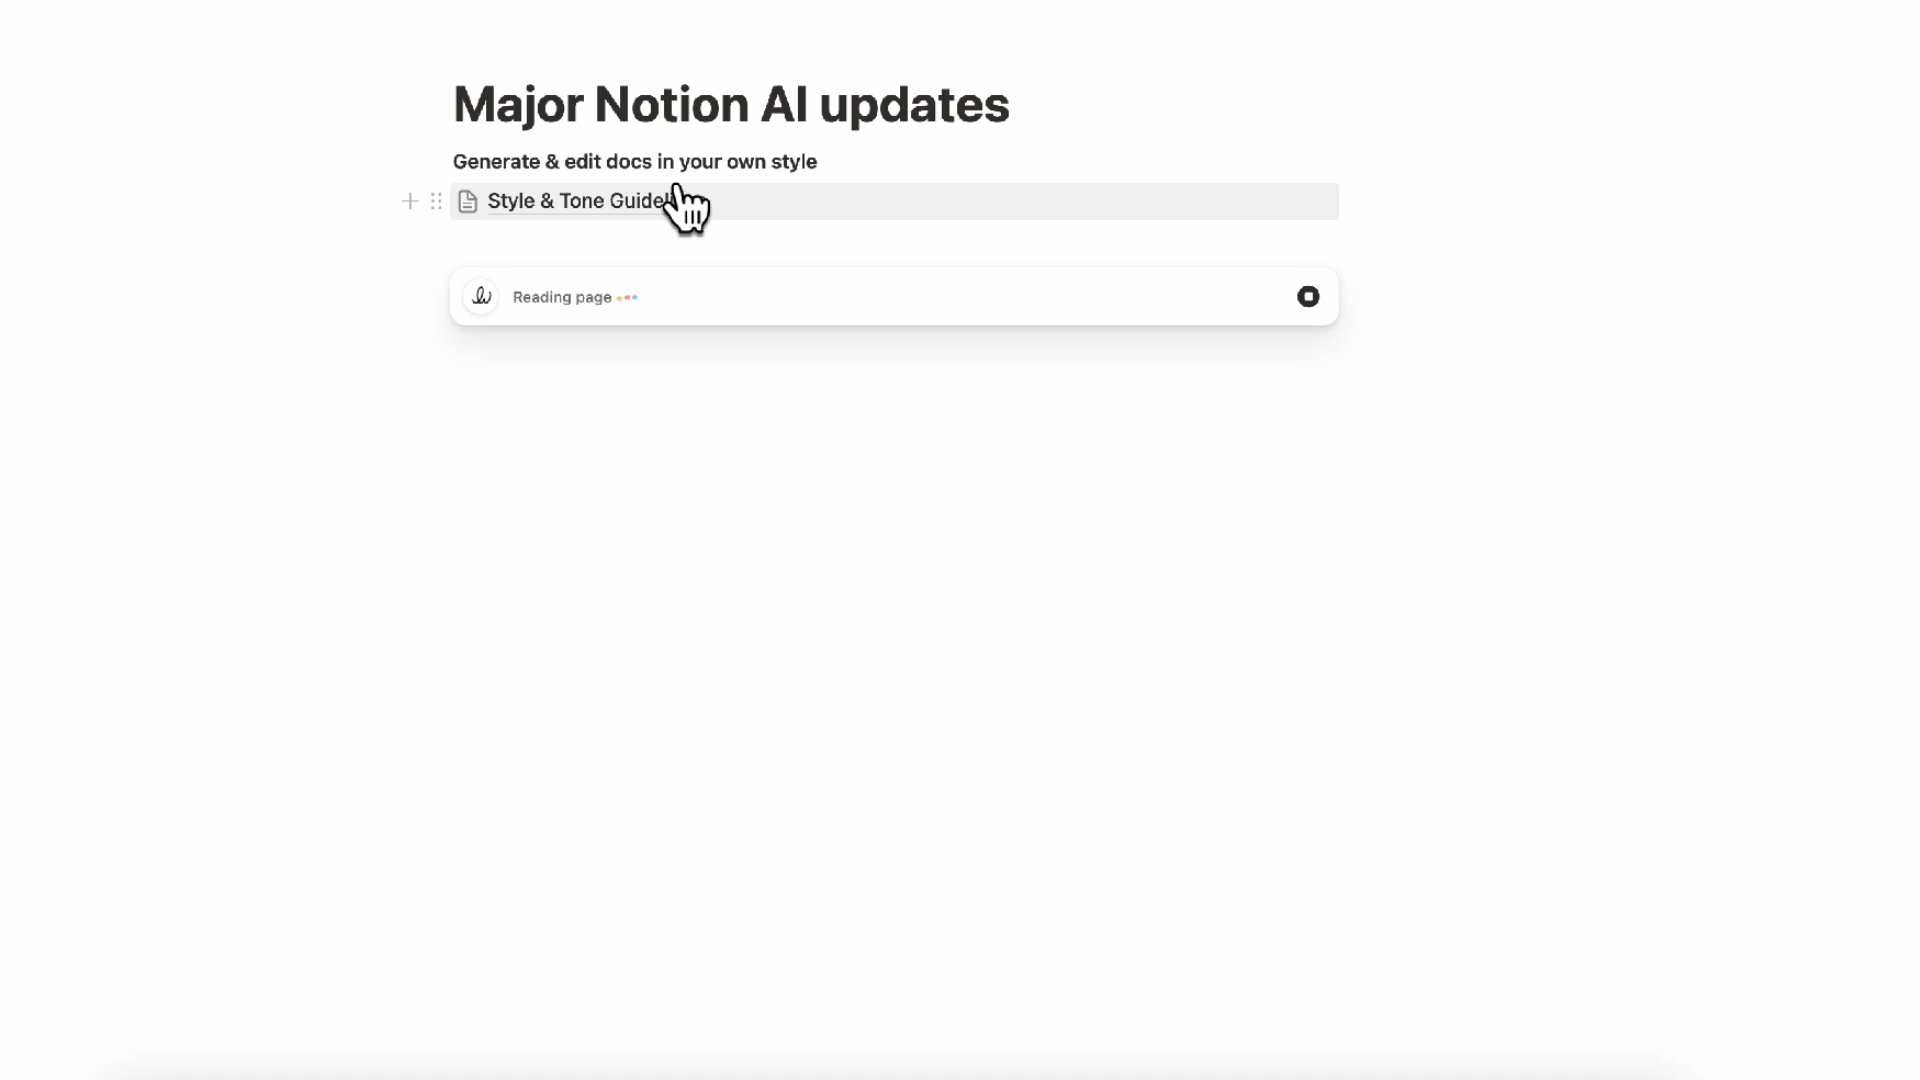 Major Notion AI updates
Generate & edit docs in your own style
Style & Tone
Reading page